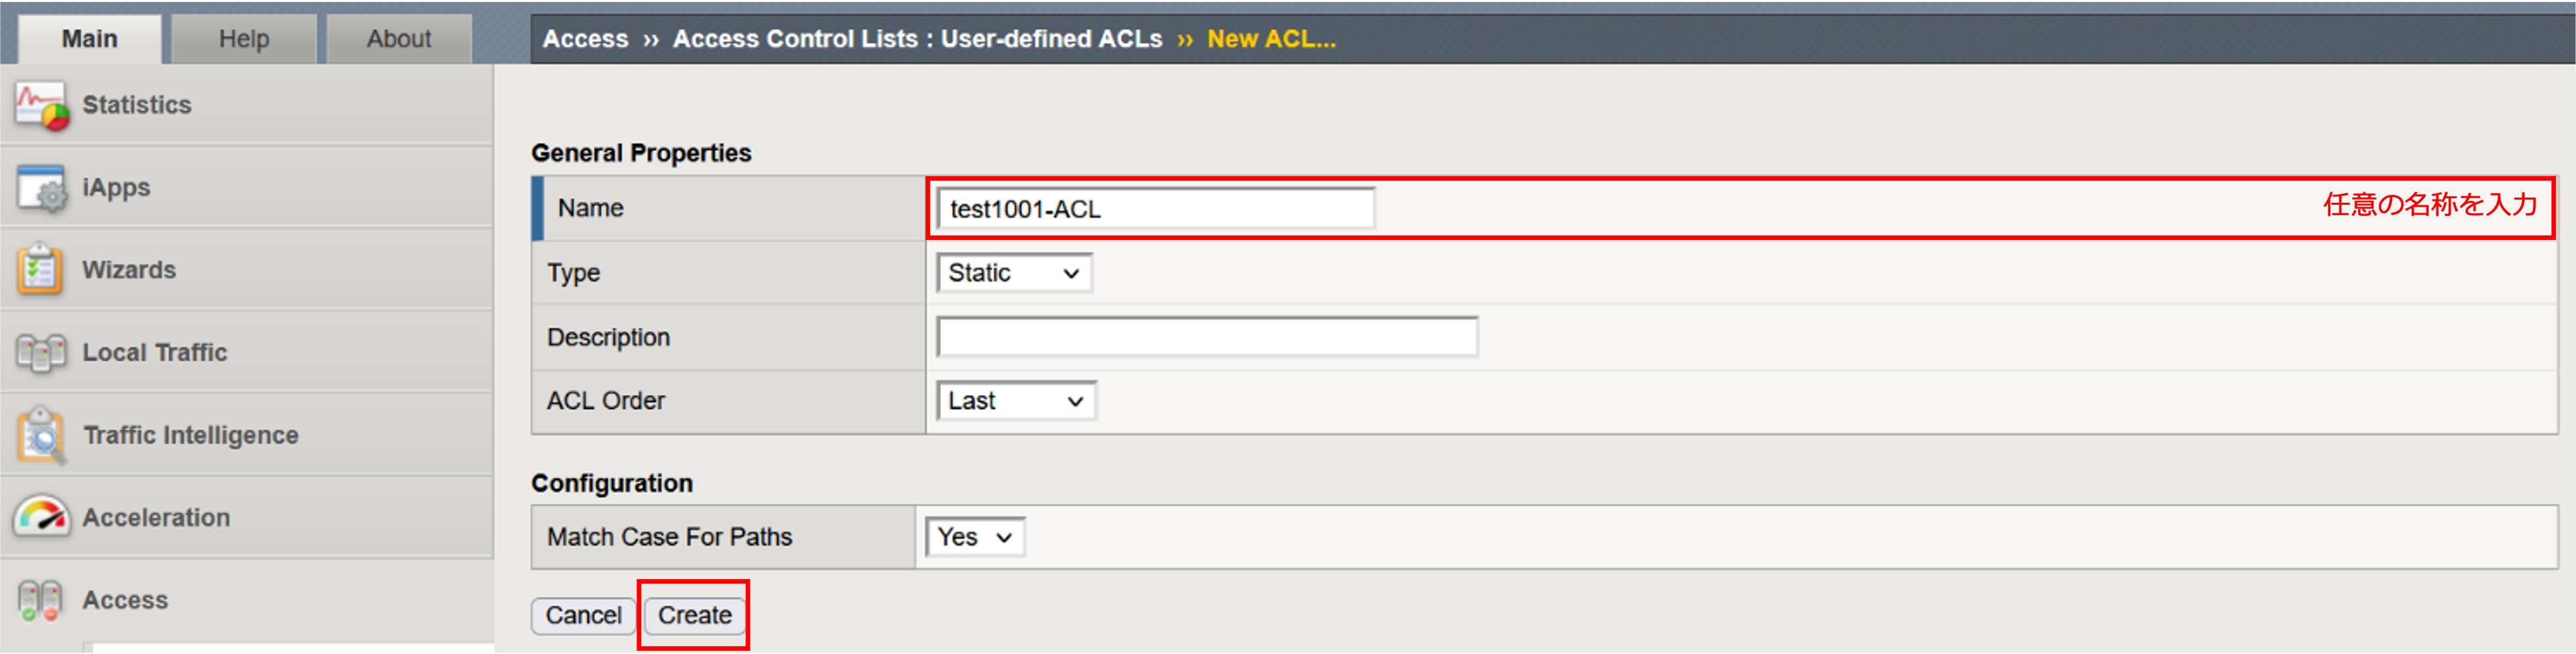 Main
Help
About
Access ›› Access Control Lists : User-defined ACLs ›› New ACL...
Statistics
iApps
Wizards
Local Traffic
Traffic Intelligence
Acceleration
Access
General Properties
Name test1001-ACL 任意の名称を入力
Type Static
Description
ACL Order Last
Configuration
Match Case For Paths Yes
Cancel Create